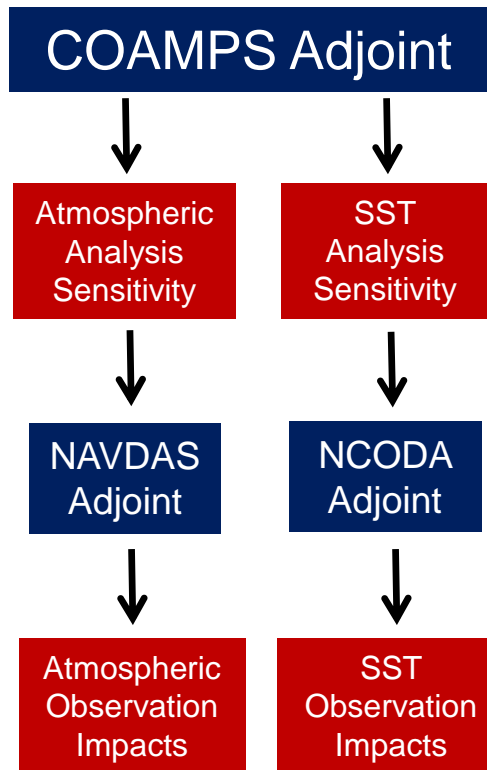 COAMPS Adjoint
Atmospheric
Analysis
Sensitivity
SST
Analysis
Sensitivity
NAVDAS
Adjoint
NCODA
Adjoint
Atmospheric
Observation
Impacts
SST
Observation
Impacts